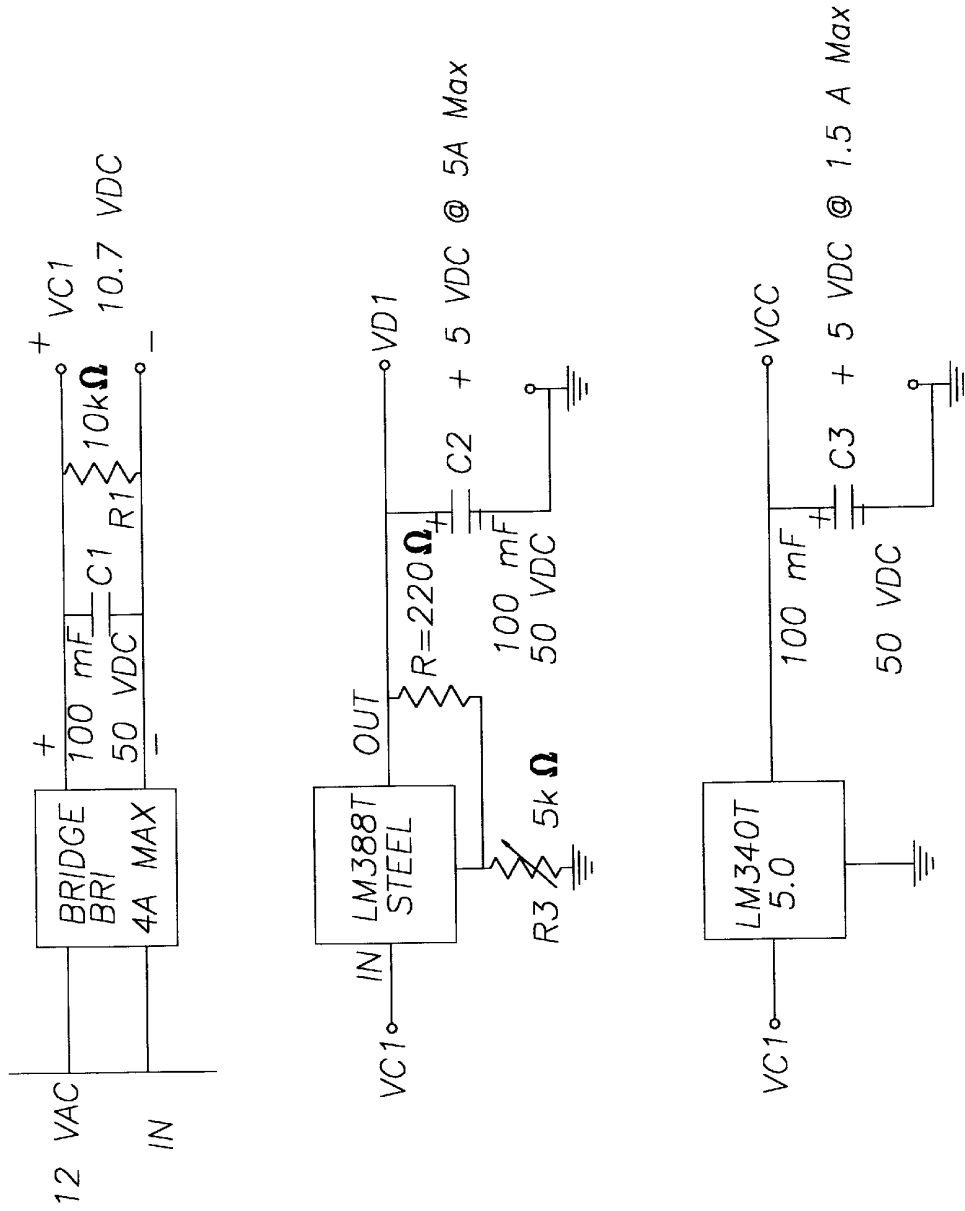 12 VAC
IN
BRIDGE
BRI
4A MAX
+
-
100 mF
50 VDC
C1
R1
10kΩ
+
VC1
10.7 VDC
-
VC1
IN
LM388T
STEEL
OUT
R3
5k Ω
R=220Ω
+
100 mF
50 VDC
C2
VD1
+ 5 VDC @ 5A Max
VC1
LM340T
5.0
100 mF
50 VDC
+
C3
VCC
+ 5 VDC @ 1.5 A Max